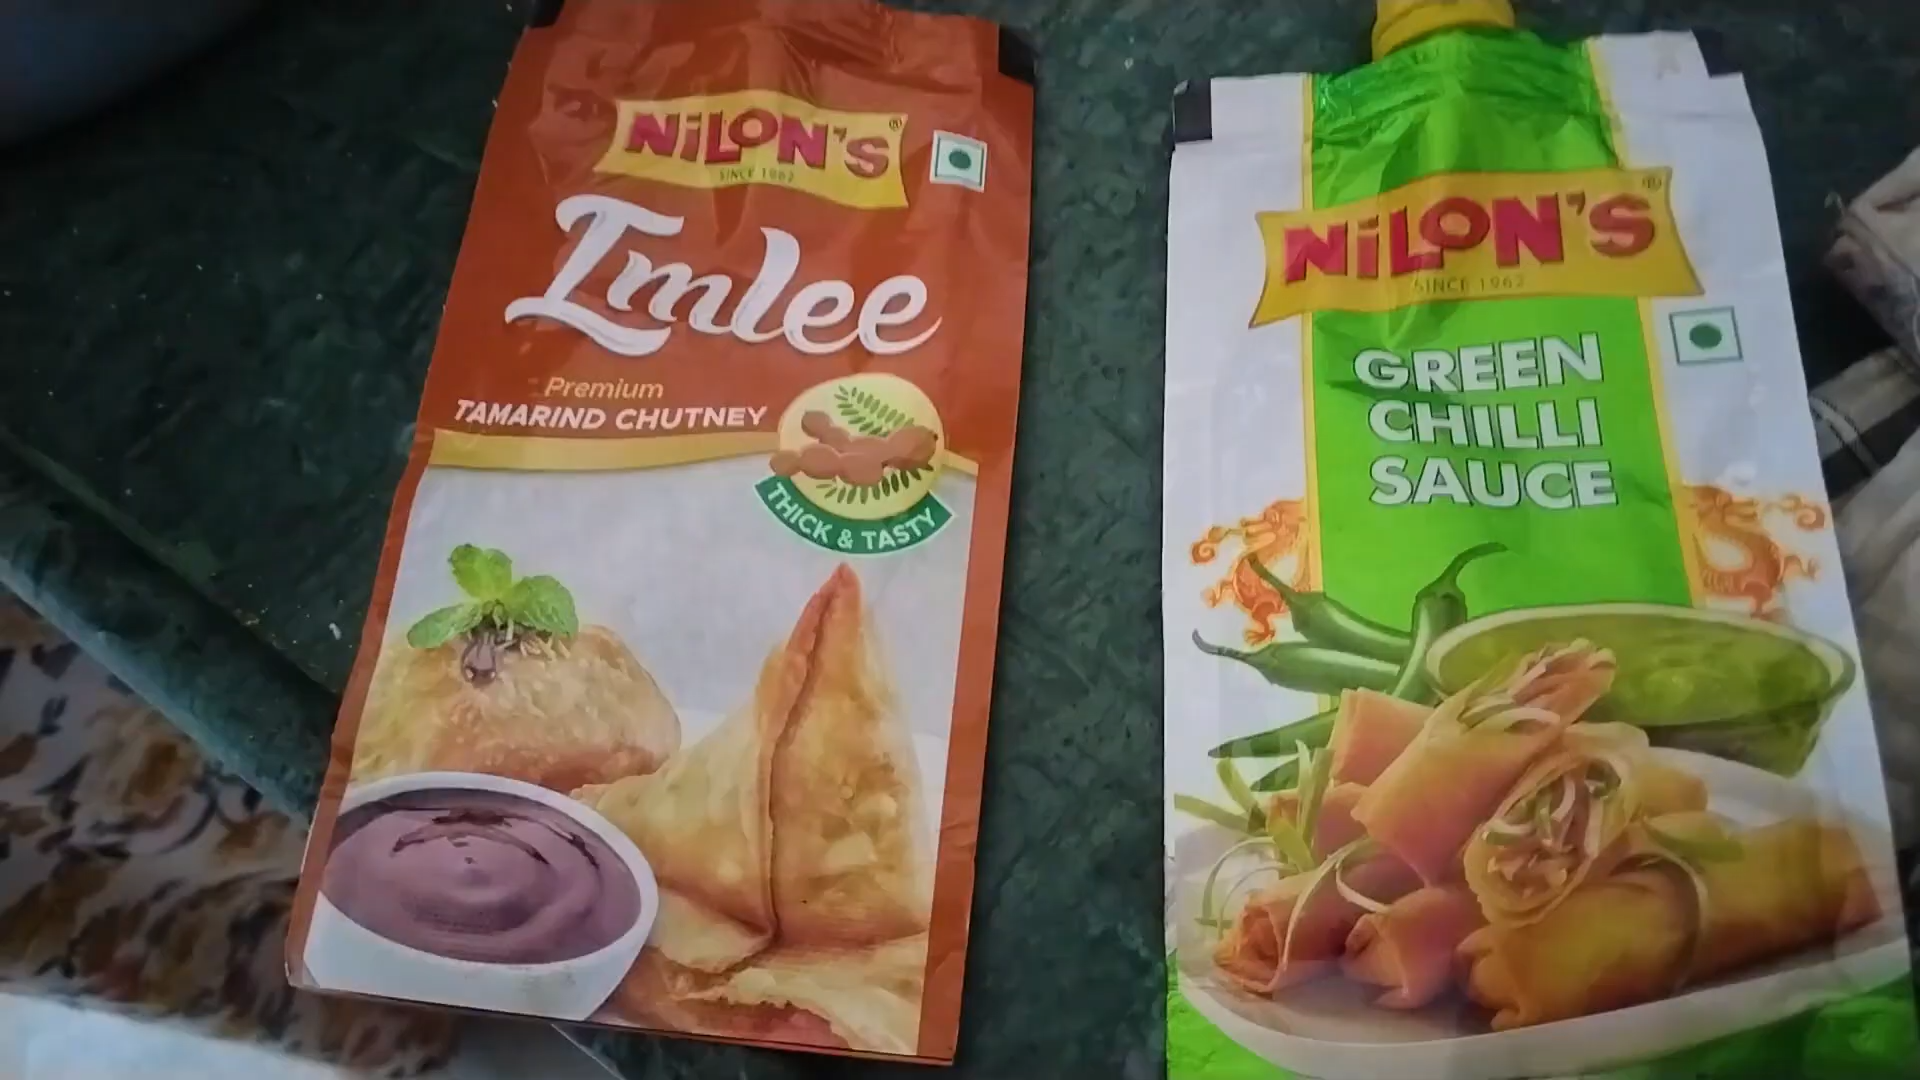 NiLON'S®
SINCE 1962
Imlee
Premium
TAMARIND CHUTNEY
THICK & TASTY
NiLON'S®
SINCE 1962
GREEN
CHILLI
SAUCE